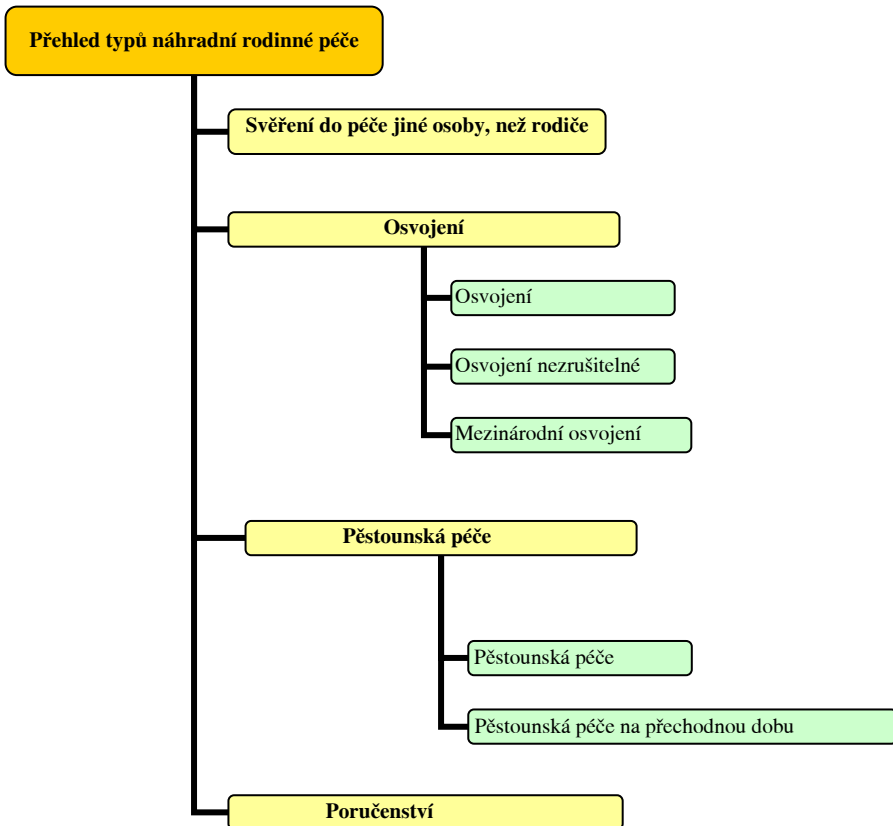 Přehled typů náhradní rodinné péče
Svěření do péče jiné osoby, než rodiče
Osvojení
Osvojení
Osvojení nezrušitelné
Mezinárodní osvojení
Pěstounská péče
Pěstounská péče
Pěstounská péče na přechodnou dobu
Poručenství